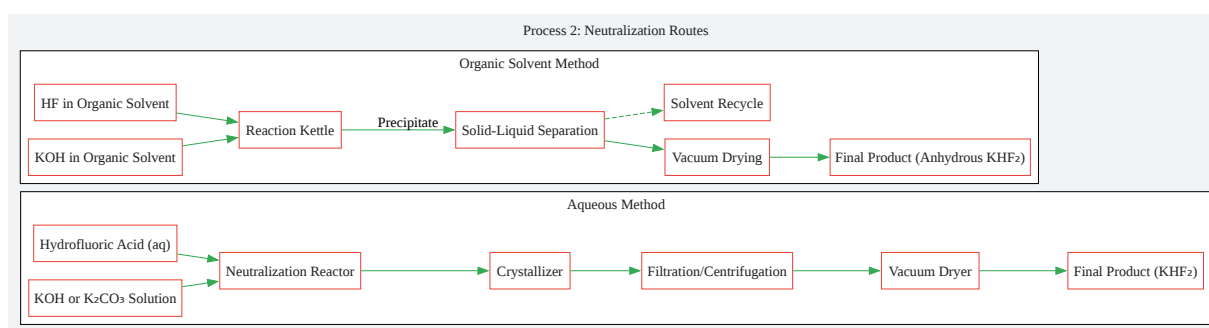 Process 2: Neutralization Routes
Organic Solvent Method
HF in Organic Solvent
KOH in Organic Solvent
Reaction Kettle
Precipitate
Solid-Liquid Separation
Solvent Recycle
Vacuum Drying
Final Product (Anhydrous KHF₂)
Aqueous Method
Hydrofluoric Acid (aq)
KOH or K₂CO₃ Solution
Neutralization Reactor
Crystallizer
Filtration/Centrifugation
Vacuum Dryer
Final Product (KHF₂)